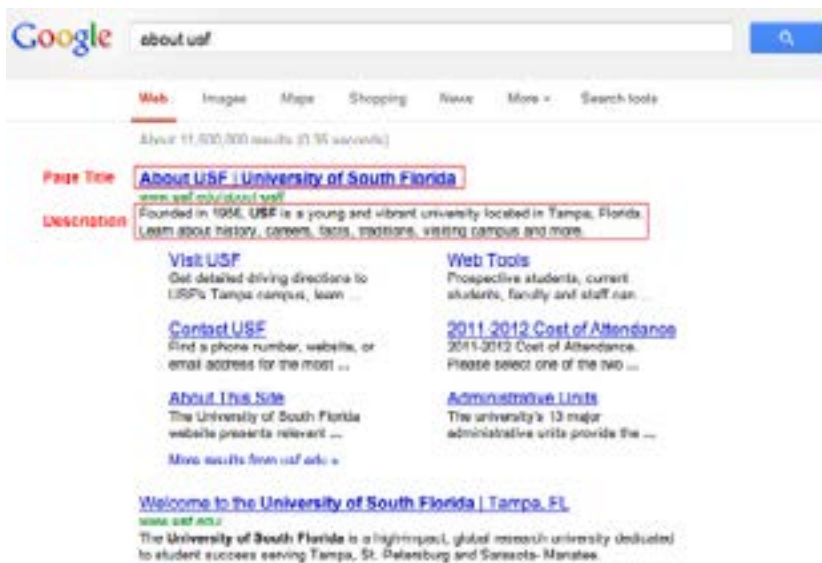 Google
about usf
Web Images Maps Shopping News More Search tools
About 11,600,000 results (0.35 seconds)
Page Title
About USF | University of South Florida
www.usf.edu/about-usf/
Description
Founded in 1956, USF is a young and vibrant university located in Tampa, Florida.
Learn about history, careers, facts, traditions, visiting campus and more.
Visit USF
Get detailed driving directions to
USF's Tampa campus, learn ...
Web Tools
Prospective students, current
students, faculty and staff can ...
Contact USF
Find a phone number, website, or
email address for the most ...
2011-2012 Cost of Attendance
2011-2012 Cost of Attendance.
Please select one of the two ...
About This Site
The University of South Florida
website presents relevant ...
Administrative Units
The university's 13 major
administrative units provide the ...
More results from usf.edu »
Welcome to the University of South Florida | Tampa, FL
www.usf.edu
The University of South Florida is a high-impact, global research university dedicated
to student success serving Tampa, St. Petersburg and Sarasota- Manatee.